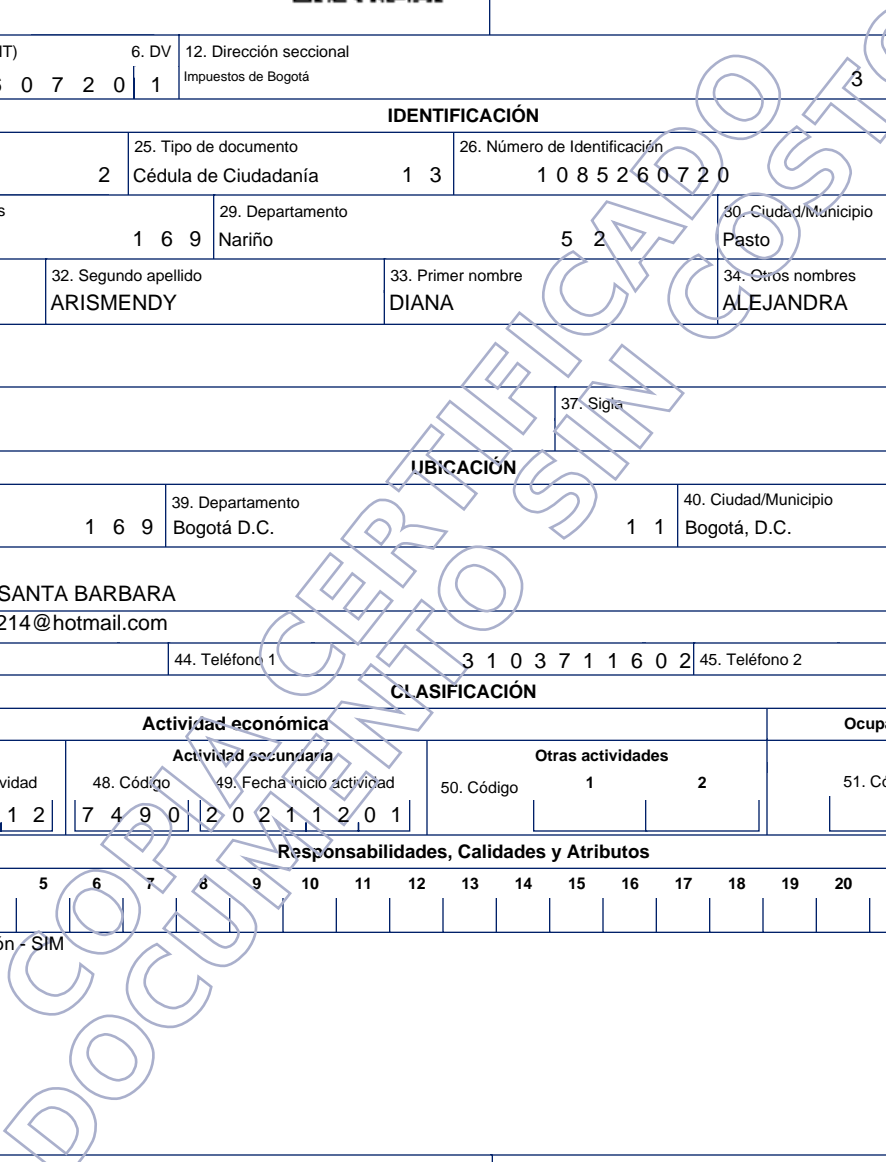 6. DV 12. Dirección seccional
0 7 2 0 1 Impuestos de Bogotá 3
IDENTIFICACIÓN
25. Tipo de documento 26. Número de Identificación
2 Cédula de Ciudadanía 1 3 1 0 8 5 2 6 0 7 2 0
29. Departamento 30. Ciudad/Municipio
1 6 9 Nariño 5 2 Pasto
32. Segundo apellido 33. Primer nombre 34. Otros nombres
ARISMENDY DIANA ALEJANDRA
37. Sigla
UBICACIÓN
39. Departamento 40. Ciudad/Municipio
1 6 9 Bogotá D.C. 1 1 Bogotá, D.C.
SANTA BARBARA
214@hotmail.com
44. Teléfono 1 3 1 0 3 7 1 1 6 0 2 45. Teléfono 2
CLASIFICACIÓN
Actividad económica Ocupa
Actividad secundaria Otras actividades
vidad 48. Código 49. Fecha inicio actividad 50. Código 1 2 51. Có
1 2 7 4 9 0 2 0 2 1 1 2 0 1
Responsabilidades, Calidades y Atributos
5 6 7 8 9 10 11 12 13 14 15 16 17 18 19 20
ón - SIM
COPIA CERTIFICADO
DOCUMENTO SIN COSTO